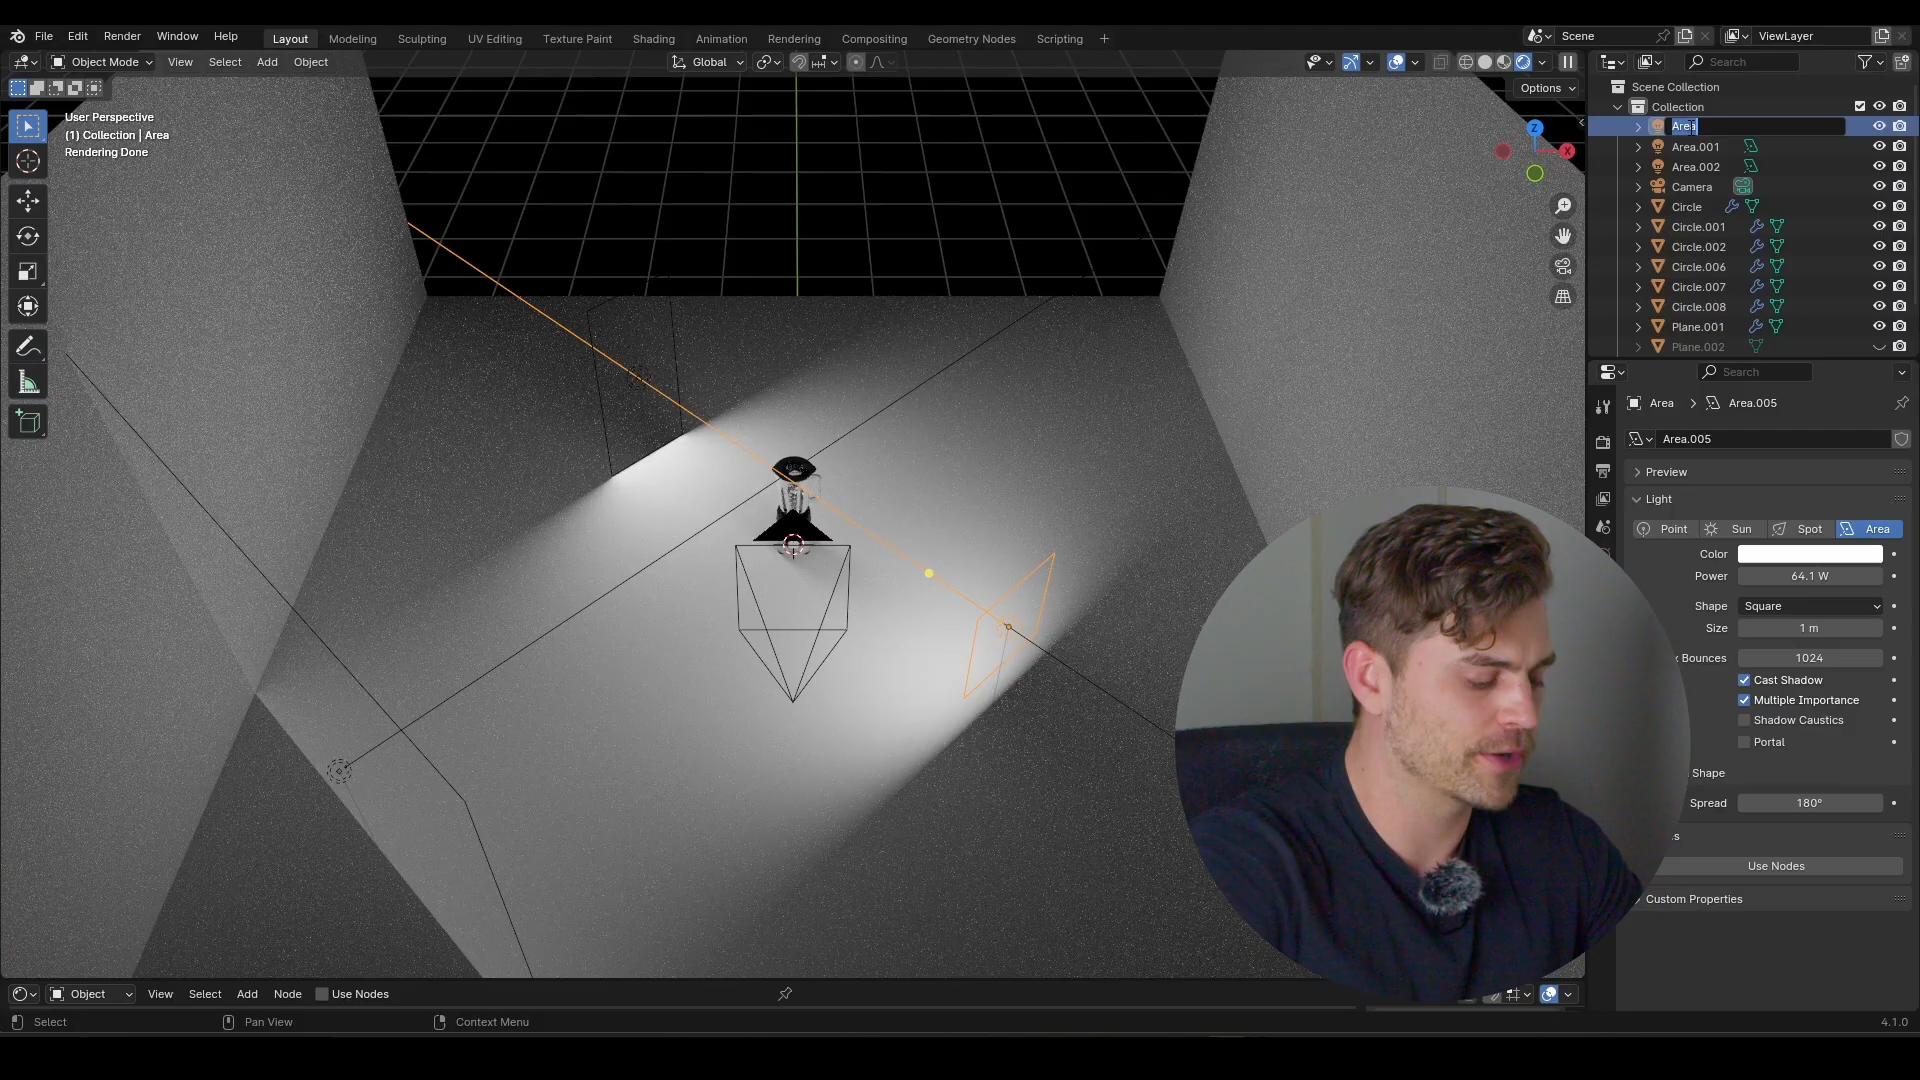 File Edit Render Window Help Layout Modeling Sculpting UV Editing Texture Paint Shading Animation Rendering Compositing Geometry Nodes Scripting + Scene ViewLayer
Object Mode View Select Add Object Global Search
Options
User Perspective
(1) Collection | Area
Rendering Done
Z
X
Scene Collection
Collection
Area
Area.001
Area.002
Camera
Circle
Circle.001
Circle.002
Circle.006
Circle.007
Circle.008
Plane.001
Plane.002
Search
Area > Area.005
Area.005
Preview
Light
Point Sun Spot Area
Color
Power 64.1 W
Shape Square
Size 1 m
Bounces 1024
Cast Shadow
Multiple Importance
Shadow Caustics
Portal
Shape
Spread 180°
Use Nodes
Custom Properties
Object View Select Add Node Use Nodes
Select Pan View Context Menu 4.1.0